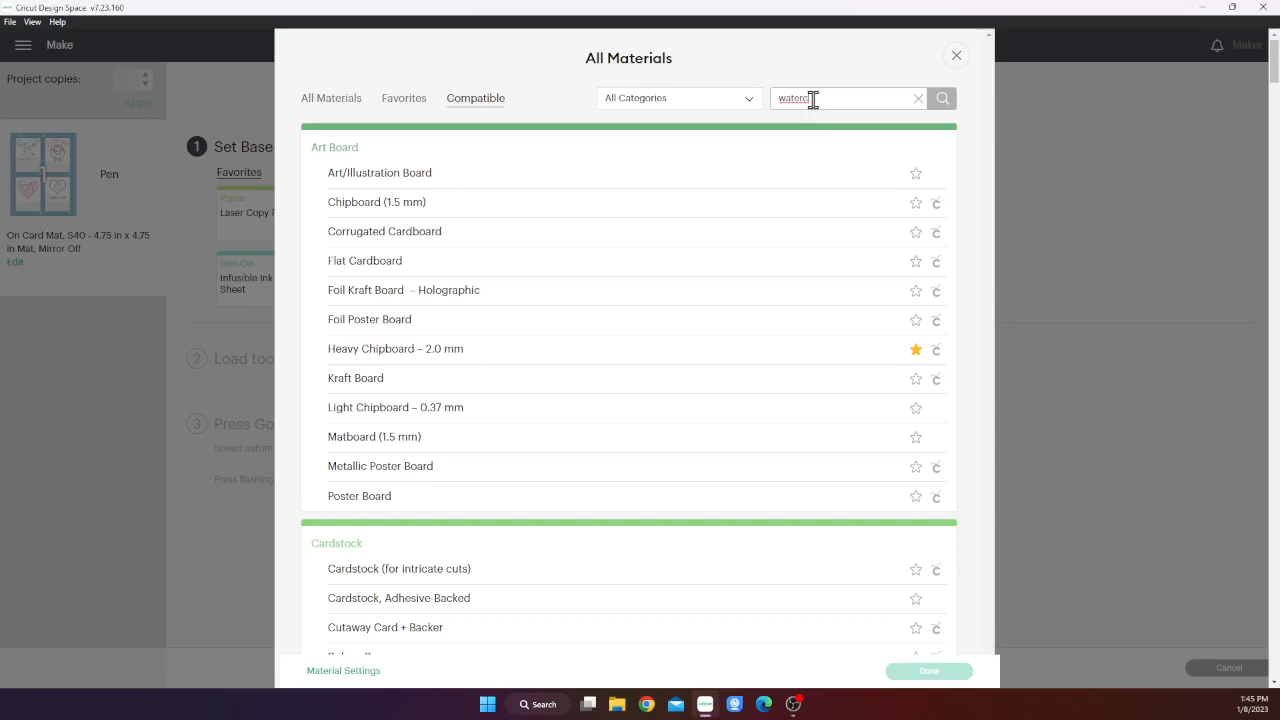 Cricut Design Space v7.23.160
File View Help
Make
Maker
All Materials
Project copies:
Apply
All Materials Favorites Compatible
All Categories
waterc
Pen
On Card Mat, S40 - 4.75 in x 4.75
in Mat, Mirror Off
Edit
1 Set Base
Favorites
Paper
Laser Copy
Iron-On
Infusible Ink
Sheet
2 Load too
3 Press Go
Speed autom
Press flashing
Art Board
Art/Illustration Board
Chipboard (1.5 mm)
Corrugated Cardboard
Flat Cardboard
Foil Kraft Board – Holographic
Foil Poster Board
Heavy Chipboard – 2.0 mm
Kraft Board
Light Chipboard – 0.37 mm
Matboard (1.5 mm)
Metallic Poster Board
Poster Board
Cardstock
Cardstock (for intricate cuts)
Cardstock, Adhesive-Backed
Cutaway Card + Backer
Material Settings
Done
Cancel
Search
1:45 PM
1/8/2023